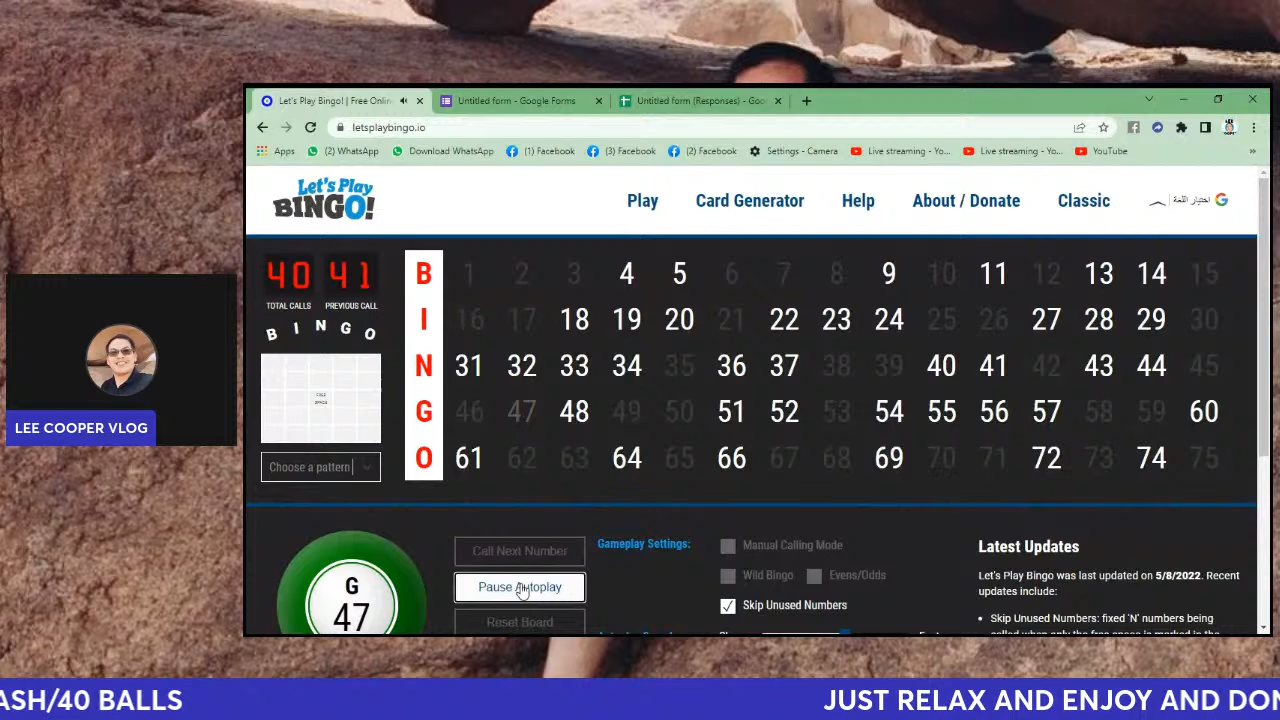 Let's Play Bingo! | Free Onlin
Untitled form - Google Forms
Untitled form (Responses) - Goo
letsplaybingo.io
Apps
(2) WhatsApp
Download WhatsApp
(1) Facebook
(3) Facebook
(2) Facebook
Settings - Camera
Live streaming - Yo...
Live streaming - Yo...
YouTube
Let's Play
BINGO!
Play
Card Generator
Help
About / Donate
Classic
اختيار اللغة
40 41
TOTAL CALLS
PREVIOUS CALL
B I N G O
FREE
SPACE
Choose a pattern
B 1 2 3 4 5 6 7 8 9 10 11 12 13 14 15
I 16 17 18 19 20 21 22 23 24 25 26 27 28 29 30
N 31 32 33 34 35 36 37 38 39 40 41 42 43 44 45
G 46 47 48 49 50 51 52 53 54 55 56 57 58 59 60
O 61 62 63 64 65 66 67 68 69 70 71 72 73 74 75
G
47
Call Next Number
Pause Autoplay
Reset Board
Gameplay Settings:
Manual Calling Mode
Wild Bingo
Evens/Odds
Skip Unused Numbers
Latest Updates
Let's Play Bingo was last updated on 5/8/2022. Recent
updates include:
Skip Unused Numbers: fixed 'N' numbers being
LEE COOPER VLOG
ASH/40 BALLS
JUST RELAX AND ENJOY AND DON